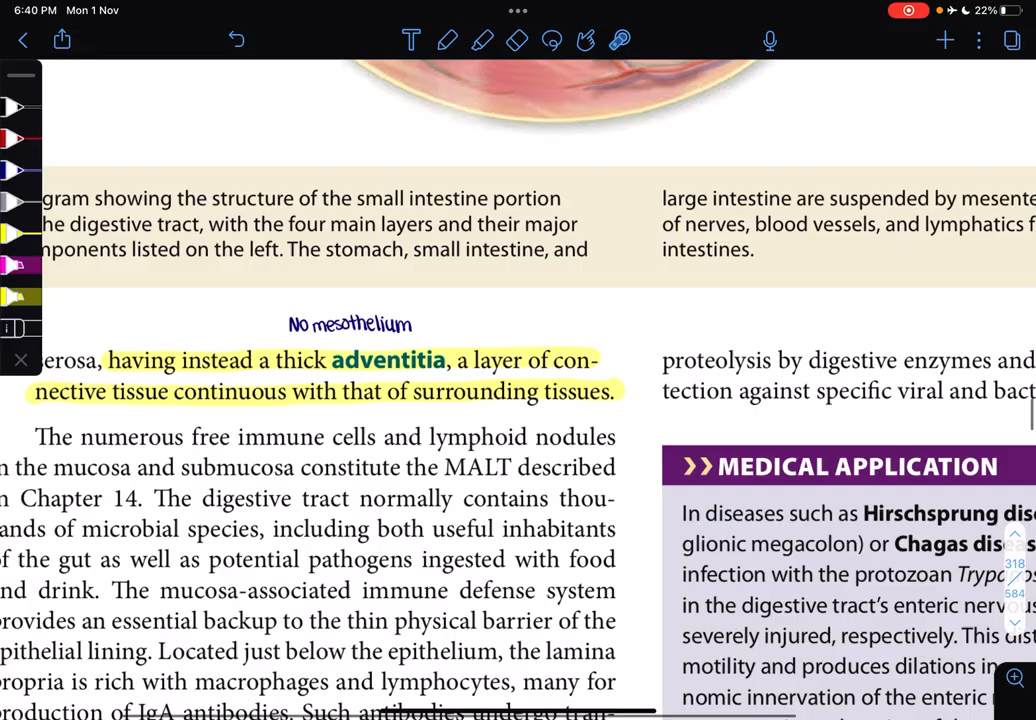 6:40 PM Mon 1 Nov
22%
gram showing the structure of the small intestine portion
he digestive tract, with the four main layers and their major
mponents listed on the left. The stomach, small intestine, and
large intestine are suspended by
of nerves, blood vessels, and lymphatics
intestines.
No mesothelium
erosa, having instead a thick adventitia, a layer of con-
nective tissue continuous with that of surrounding tissues.
The numerous free immune cells and lymphoid nodules
n the mucosa and submucosa constitute the MALT described
n Chapter 14. The digestive tract normally contains thou-
ands of microbial species, including both useful inhabitants
of the gut as well as potential pathogens ingested with food
nd drink. The mucosa-associated immune defense system
provides an essential backup to the thin physical barrier of the
pithelial lining. Located just below the epithelium, the lamina
propria is rich with macrophages and lymphocytes, many for
production of IgA antibodies. Such antibodies undergo tran-
proteolysis by digestive enzymes and
tection against specific viral and
>> MEDICAL APPLICATION
In diseases such as Hirschsprung
glionic megacolon) or Chagas
infection with the protozoan
in the digestive tract's enteric
severely injured, respectively. This
motility and produces dilations in
nomic innervation of the enteric
318
584